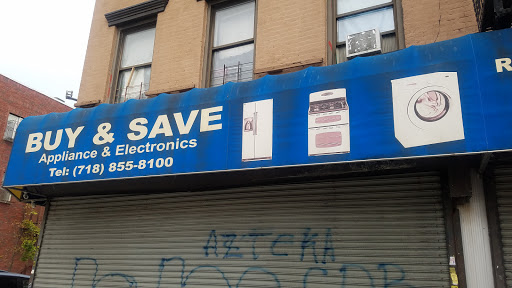 BUY & SAVE
Appliance & Electronics
Tel: (718) 855-8100
R
AZTEKA